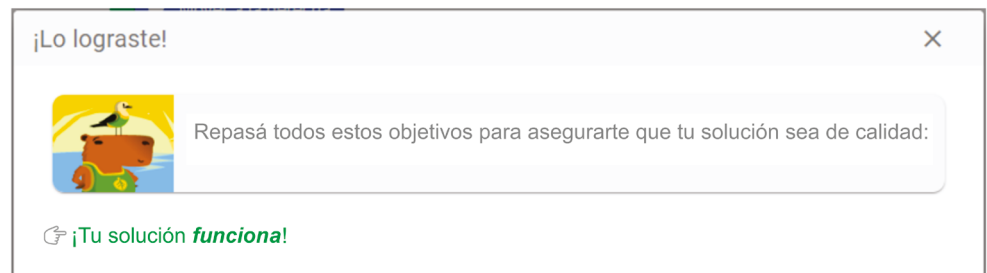 ¡Lo lograste!
Repasá todos estos objetivos para asegurarte que tu solución sea de calidad:
¡Tu solución funciona!